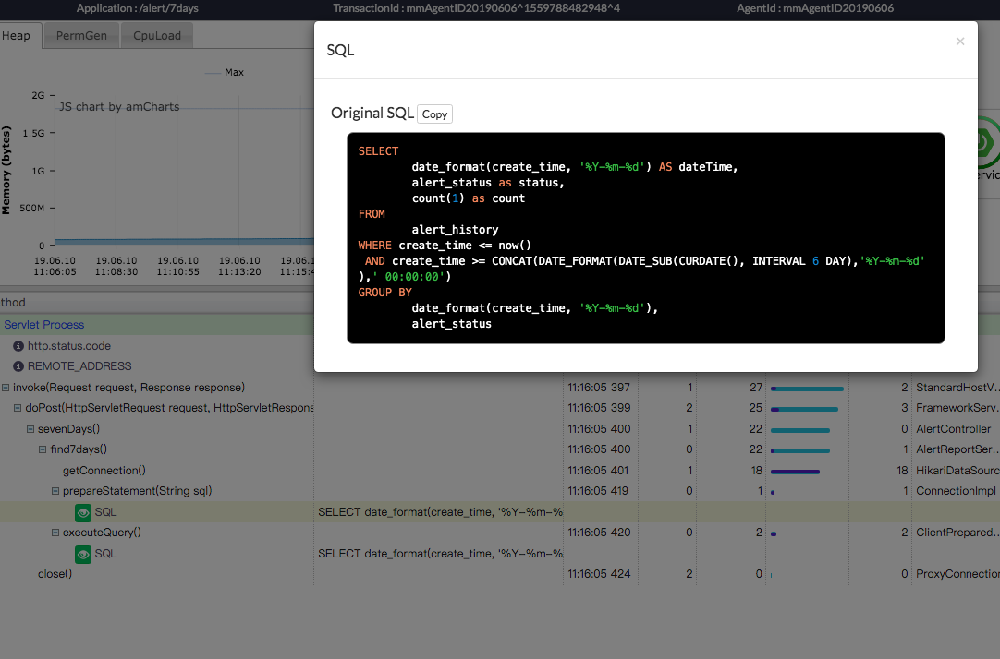 Application : /alert/7days TransactionId : mmAgentID20190606^1559788482948^4 AgentId : mmAgentID20190606
Heap PermGen CpuLoad
SQL ×
Max
Original SQL Copy
2G
JS chart by amCharts
1.5G
1G
500M
0
Memory (bytes)
19.06.10 19.06.10 19.06.10 19.06.10 19.06.1
11:06:05 11:08:30 11:10:55 11:13:20 11:15:4
SELECT
date_format(create_time, '%Y-%m-%d') AS dateTime,
alert_status as status,
count(1) as count
FROM
alert_history
WHERE create_time <= now()
AND create_time >= CONCAT(DATE_FORMAT(DATE_SUB(CURDATE(), INTERVAL 6 DAY),'%Y-%m-%d'
),' 00:00:00')
GROUP BY
date_format(create_time, '%Y-%m-%d'),
alert_status
ervic
thod
Servlet Process
http.status.code
REMOTE_ADDRESS
invoke(Request request, Response response) 11:16:05 397 1 27 2 StandardHostV...
doPost(HttpServletRequest request, HttpServletRespons 11:16:05 399 2 25 3 FrameworkServ...
sevenDays() 11:16:05 400 1 22 0 AlertController
find7days() 11:16:05 400 0 22 1 AlertReportSer...
getConnection() 11:16:05 401 1 18 18 HikariDataSourc
prepareStatement(String sql) 11:16:05 419 0 1 1 ConnectionImpl
SQL SELECT date_format(create_time, '%Y-%m-%
executeQuery() 11:16:05 420 0 2 2 ClientPrepared...
SQL SELECT date_format(create_time, '%Y-%m-%
close() 11:16:05 424 2 0 0 ProxyConnection